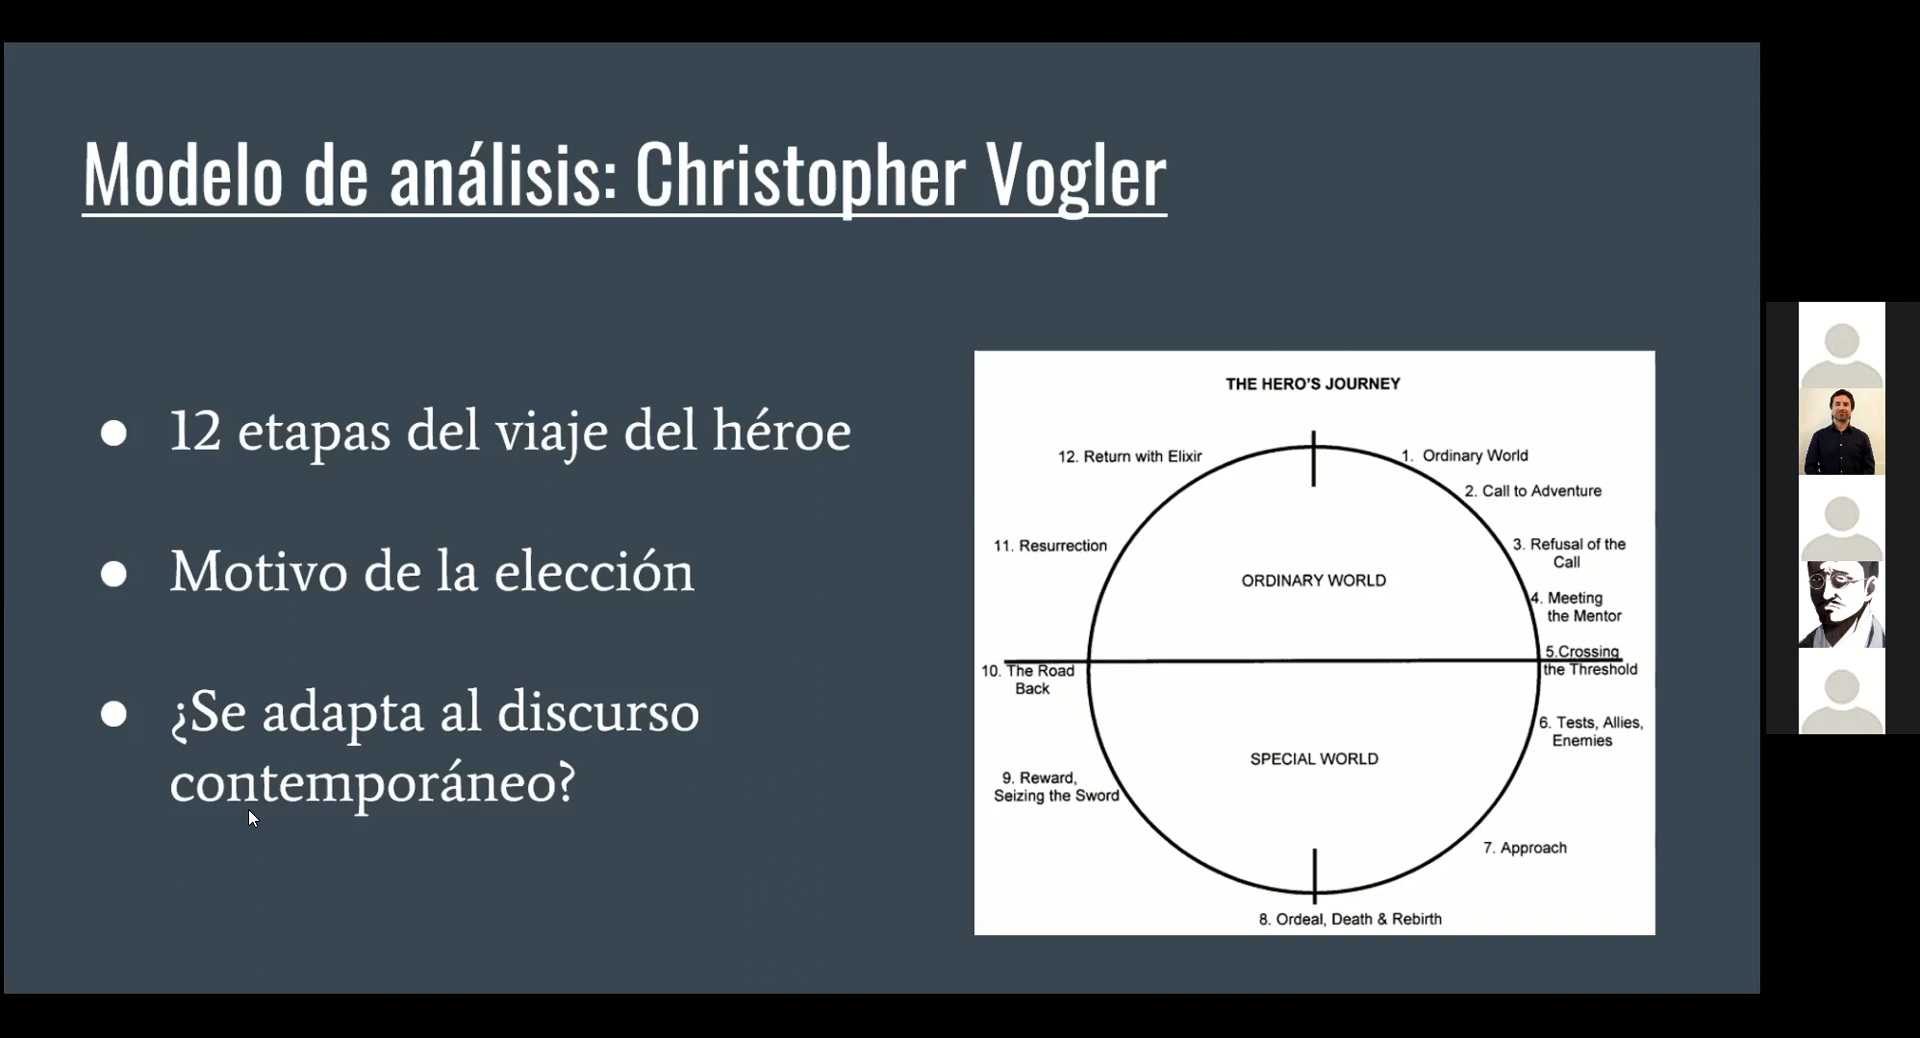 Modelo de análisis: Christopher Vogler
● 12 etapas del viaje del héroe
● Motivo de la elección
● ¿Se adapta al discurso
contemporáneo?
THE HERO'S JOURNEY
12. Return with Elixir
1. Ordinary World
2. Call to Adventure
11. Resurrection
3. Refusal of the
Call
ORDINARY WORLD
4. Meeting
the Mentor
5.Crossing
the Threshold
10. The Road
Back
6. Tests, Allies,
Enemies
SPECIAL WORLD
9. Reward,
Seizing the Sword
7. Approach
8. Ordeal, Death & Rebirth